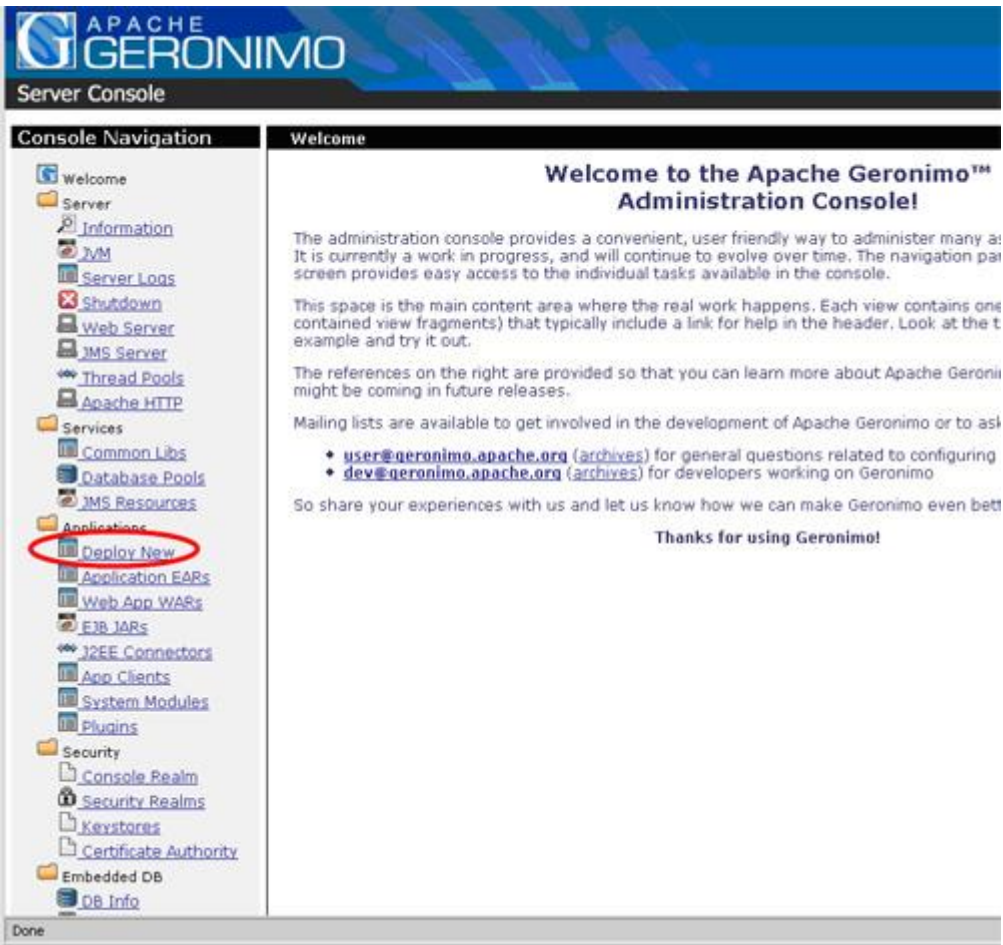 APACHE
GERONIMO
Server Console
Console Navigation
Welcome
Server
Information
JVM
Server Logs
Shutdown
Web Server
JMS Server
Thread Pools
Apache HTTP
Services
Common Libs
Database Pools
JMS Resources
Applications
Deploy New
Application EARs
Web App WARs
EJB JARs
J2EE Connectors
App Clients
System Modules
Plugins
Security
Console Realm
Security Realms
Keystores
Certificate Authority
Embedded DB
DB Info
Welcome
Welcome to the Apache Geronimo™
Administration Console!
The administration console provides a convenient, user friendly way to administer many
It is currently a work in progress, and will continue to evolve over time. The navigation
screen provides easy access to the individual tasks available in the console.
This space is the main content area where the real work happens. Each view contains one
contained view fragments) that typically include a link for help in the header. Look at the
example and try it out.
The references on the right are provided so that you can learn more about Apache
might be coming in future releases.
Mailing lists are available to get involved in the development of Apache Geronimo or to
user@geronimo.apache.org (archives) for general questions related to configuring
dev@geronimo.apache.org (archives) for developers working on Geronimo
So share your experiences with us and let us know how we can make Geronimo even
Thanks for using Geronimo!
Done